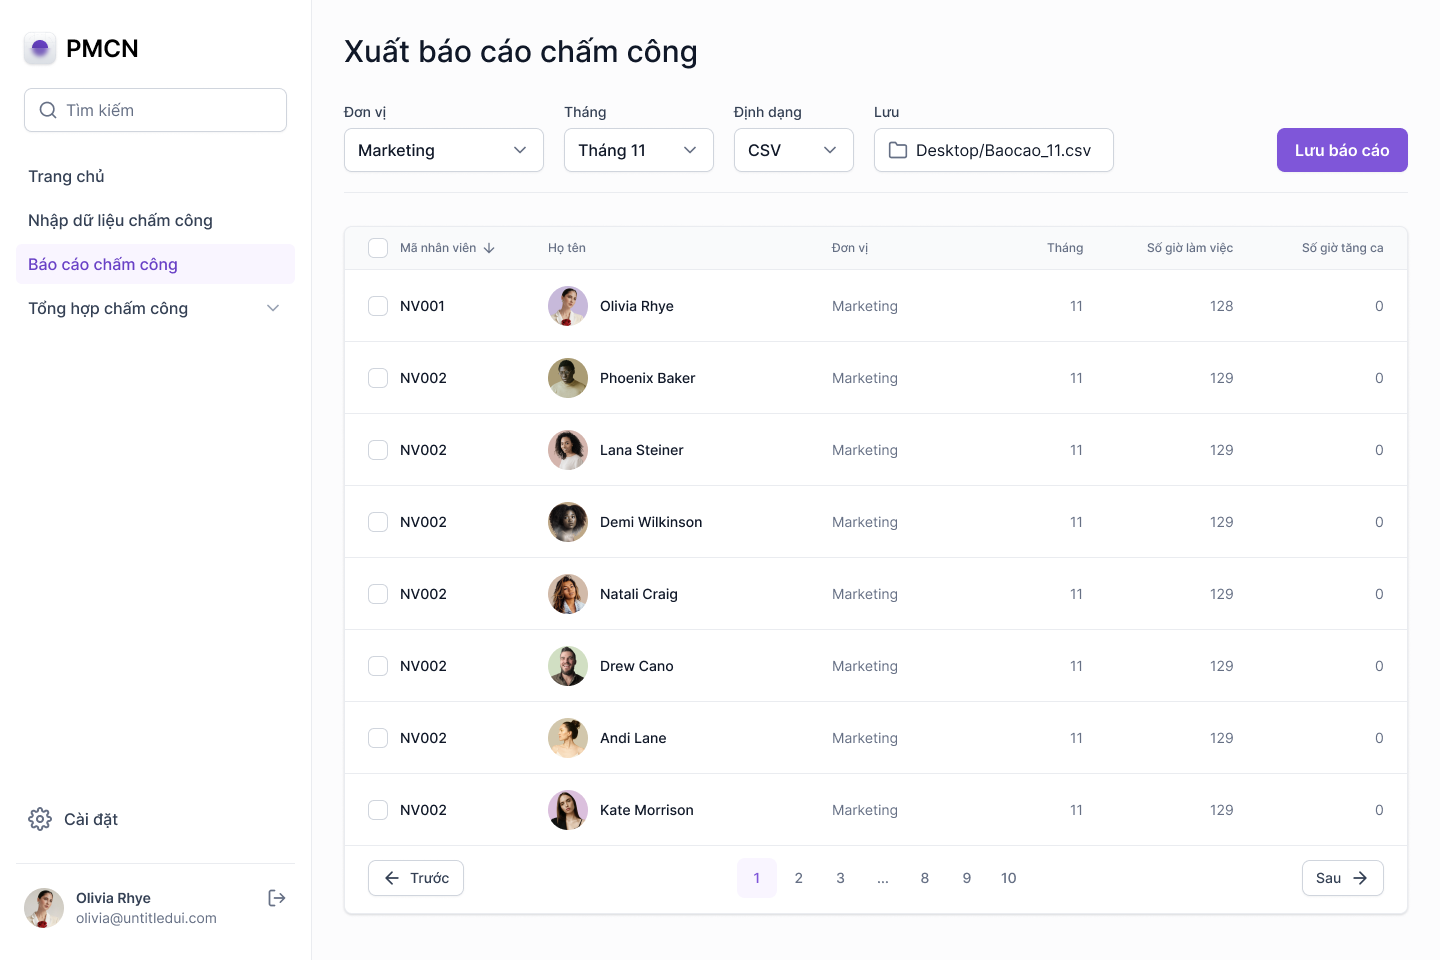 PMCN
Tìm kiếm
Trang chủ
Nhập dữ liệu chấm công
Báo cáo chấm công
Tổng hợp chấm công
Cài đặt
Olivia Rhye
olivia@untitledui.com
Xuất báo cáo chấm công
Đơn vị Tháng Định dạng Lưu
Marketing Tháng 11 CSV Desktop/Baocao_11.csv Lưu báo cáo
Mã nhân viên Họ tên Đơn vị Tháng Số giờ làm việc Số giờ tăng ca
NV001 Olivia Rhye Marketing 11 128 0
NV002 Phoenix Baker Marketing 11 129 0
NV002 Lana Steiner Marketing 11 129 0
NV002 Demi Wilkinson Marketing 11 129 0
NV002 Natali Craig Marketing 11 129 0
NV002 Drew Cano Marketing 11 129 0
NV002 Andi Lane Marketing 11 129 0
NV002 Kate Morrison Marketing 11 129 0
Trước 1 2 3 ... 8 9 10 Sau